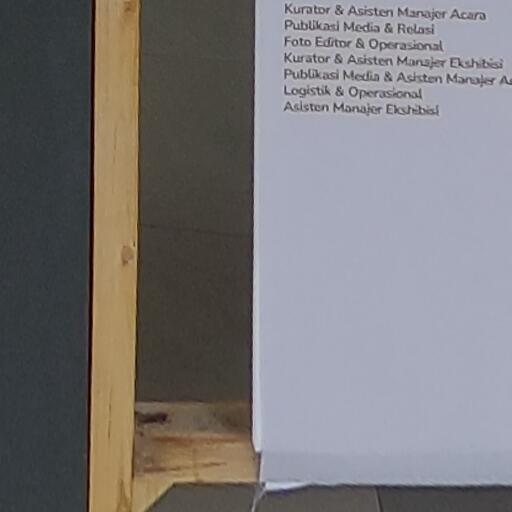 Kurator & Asisten Manajer Acara
Publikasi Media & Relasi
Foto Editor & Operasional
Kurator & Asisten Manajer Ekshibisi
Publikasi Media & Asisten Manajer
Logistik & Operasional
Asisten Manajer Ekshibisi